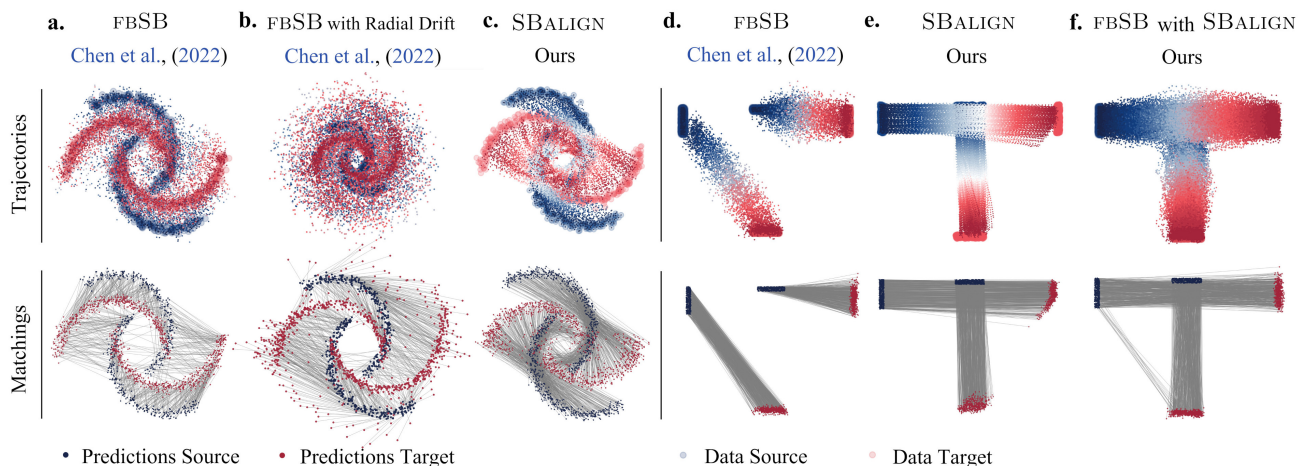 a. FBSB
Chen et al., (2022)
b. FBSB with Radial Drift
Chen et al., (2022)
c. SBALIGN
Ours
d. FBSB
Chen et al., (2022)
e. SBALIGN
Ours
f. FBSB with SBALIGN
Ours
Trajectories
Matchings
Predictions Source
Predictions Target
Data Source
Data Target